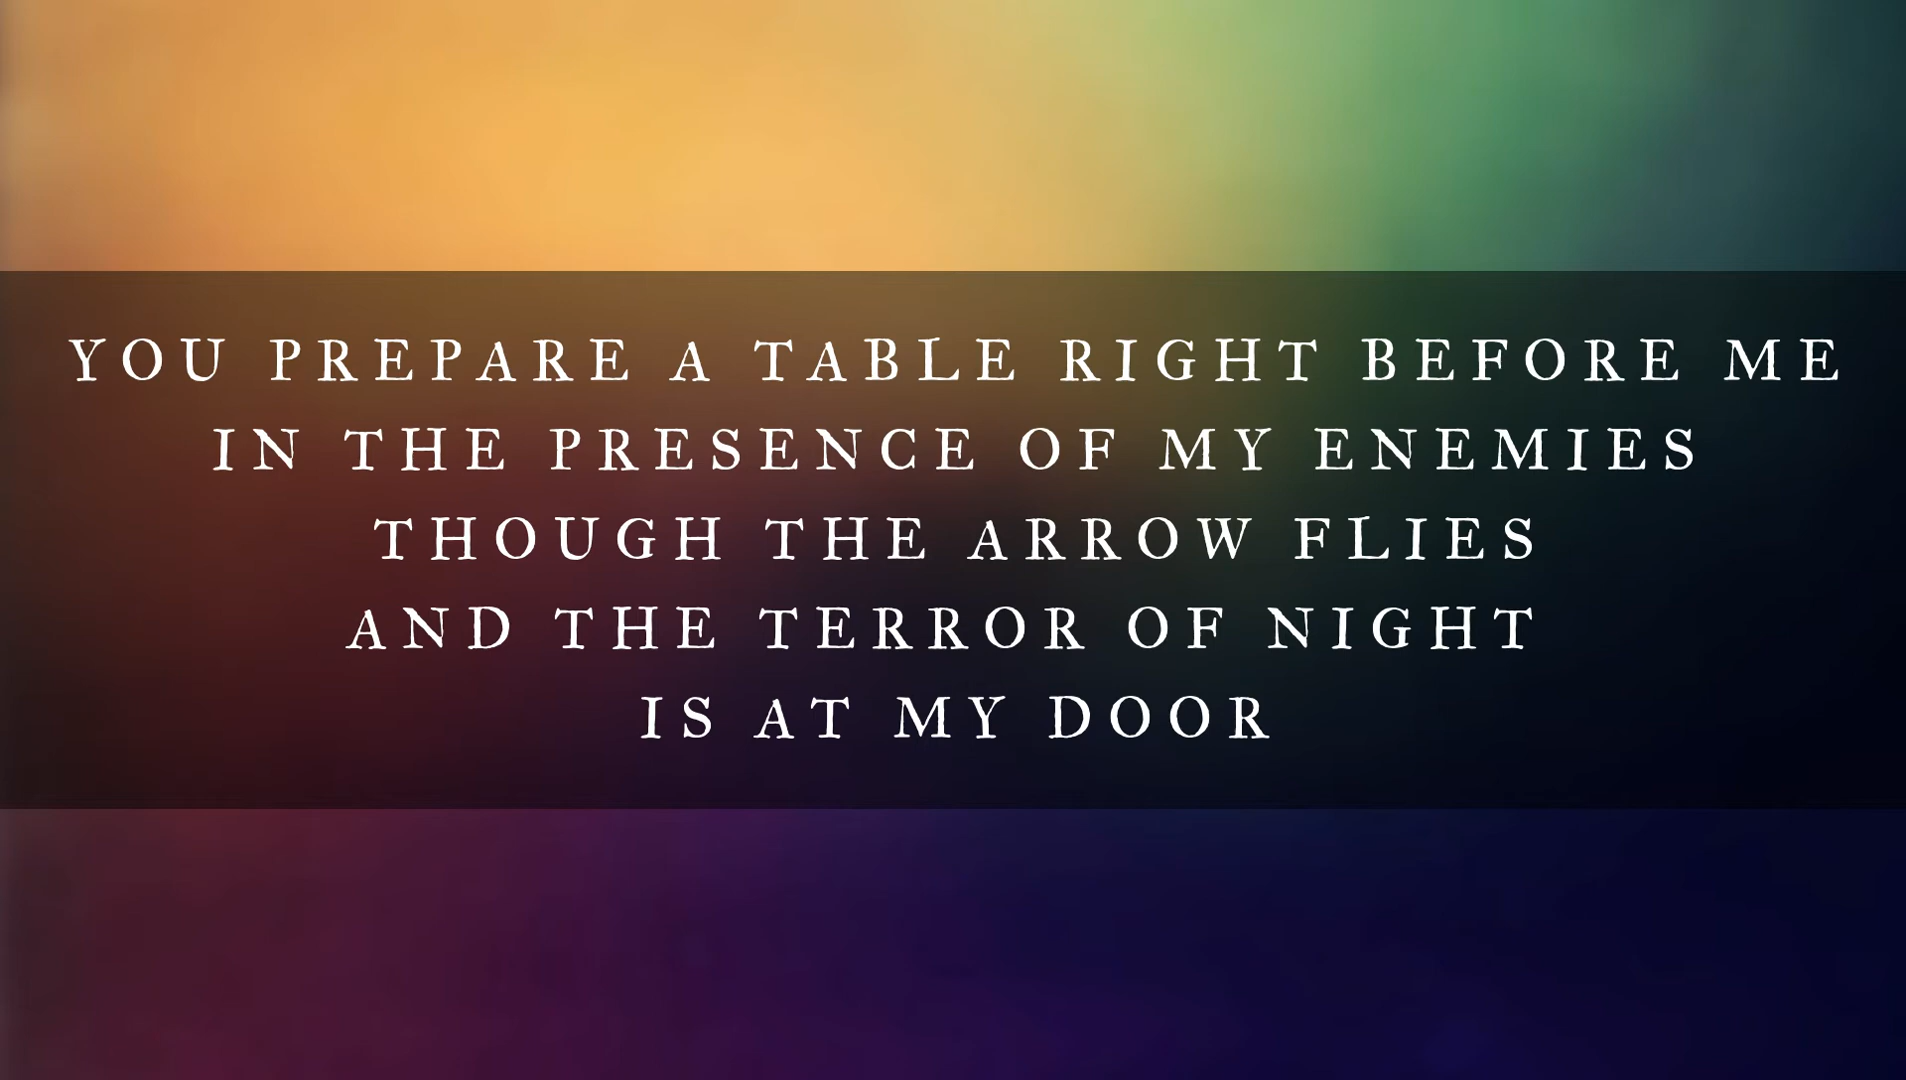 YOU PREPARE A TABLE RIGHT BEFORE ME
IN THE PRESENCE OF MY ENEMIES
THOUGH THE ARROW FLIES
AND THE TERROR OF NIGHT
IS AT MY DOOR